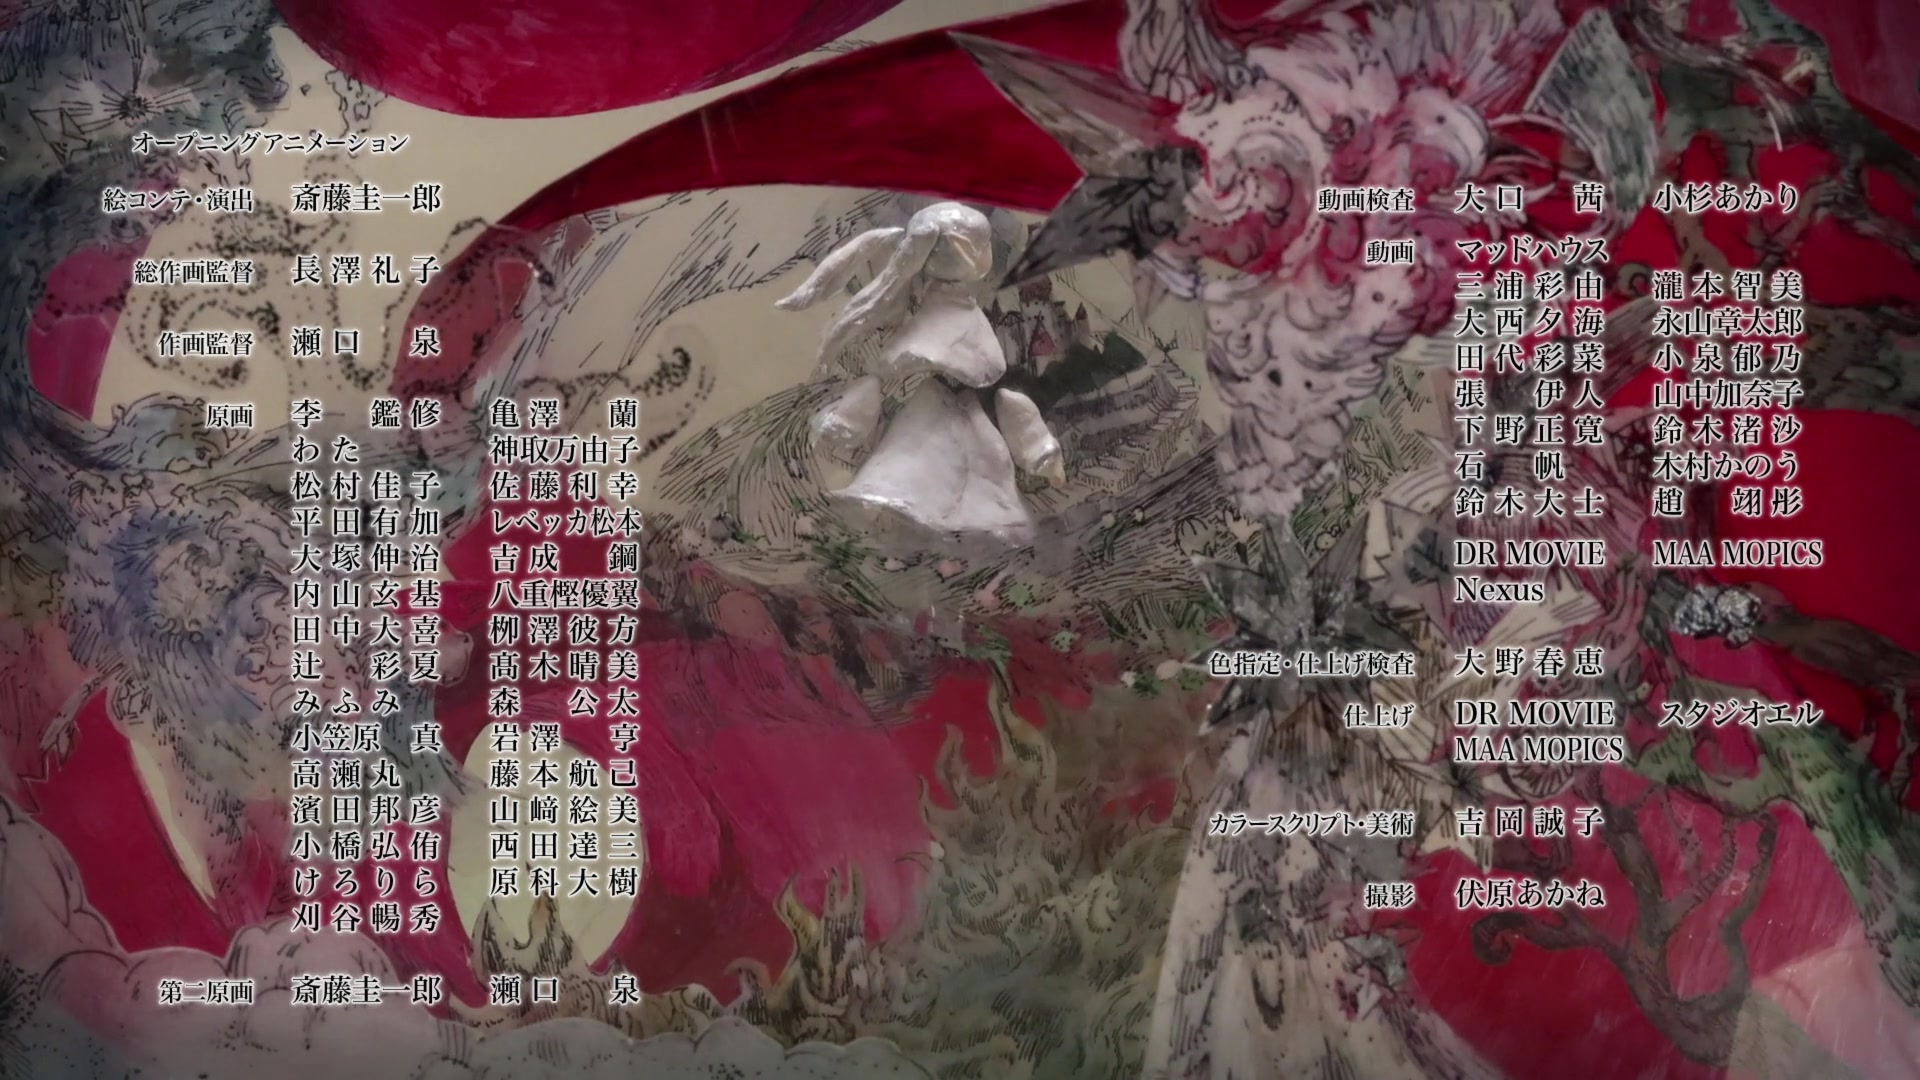 オープニングアニメーション
絵コンテ・演出 斎藤圭一郎
総作画監督 長澤礼子
作画監督 瀬口 泉
原画 李 鑑修 亀澤 蘭
わた 神取万由子
松村佳子 佐藤利幸
平田有加 レベッカ松本
大塚伸治 吉成 鋼
内山玄基 八重樫優翼
田中大喜 栁澤彼方
辻 彩夏 髙木晴美
みふみ 森 公太
小笠原 真 岩澤 亨
高瀬丸 藤本航己
濱田邦彦 山﨑絵美
小橋弘侑 西田達三
けろりら 原科大樹
刈谷暢秀
第二原画 斎藤圭一郎 瀬口 泉
動画検査 大口 茜 小杉あかり
動画 マッドハウス
三浦彩由 瀧本智美
大西夕海 永山章太郎
田代彩菜 小泉郁乃
張 伊人 山中加奈子
下野正寛 鈴木渚沙
石 帆 木村かのう
鈴木大士 趙 翊彤
DR MOVIE MAA MOPICS
Nexus
色指定・仕上げ検査 大野春恵
仕上げ DR MOVIE スタジオエル
MAA MOPICS
カラースクリプト・美術 吉岡誠子
撮影 伏原あかね